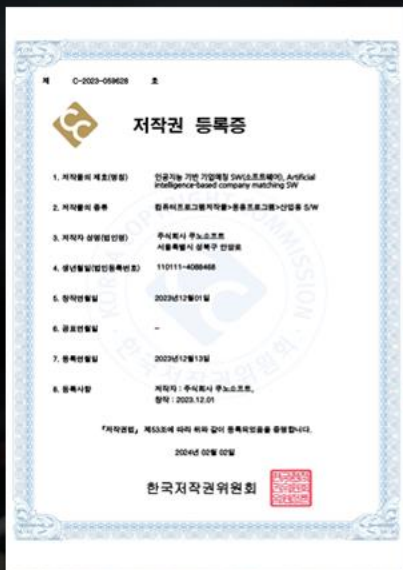 제 C-2023-059628 호
저작권 등록증
1. 저작물의 제호(명칭) 인공지능 기반 기업매칭 SW(소프트웨어), Artificial
intelligence-based company matching SW
2. 저작물의 종류 컴퓨터프로그램저작물>응용프로그램>산업용 S/W
3. 저작자 성명(법인명) 주식회사 무노소프트
서울특별시 성북구 안암로
4. 생년월일(법인등록번호) 110111-4088468
5. 창작연월일 2023년12월01일
6. 공표연월일 -
7. 등록연월일 2023년12월13일
8. 등록사항 저작자 : 주식회사 무노소프트,
창작 : 2023.12.01
『저작권법』 제53조에 따라 위와 같이 등록되었음을 증명합니다.
2024년 02월 02일
한국저작권위원회